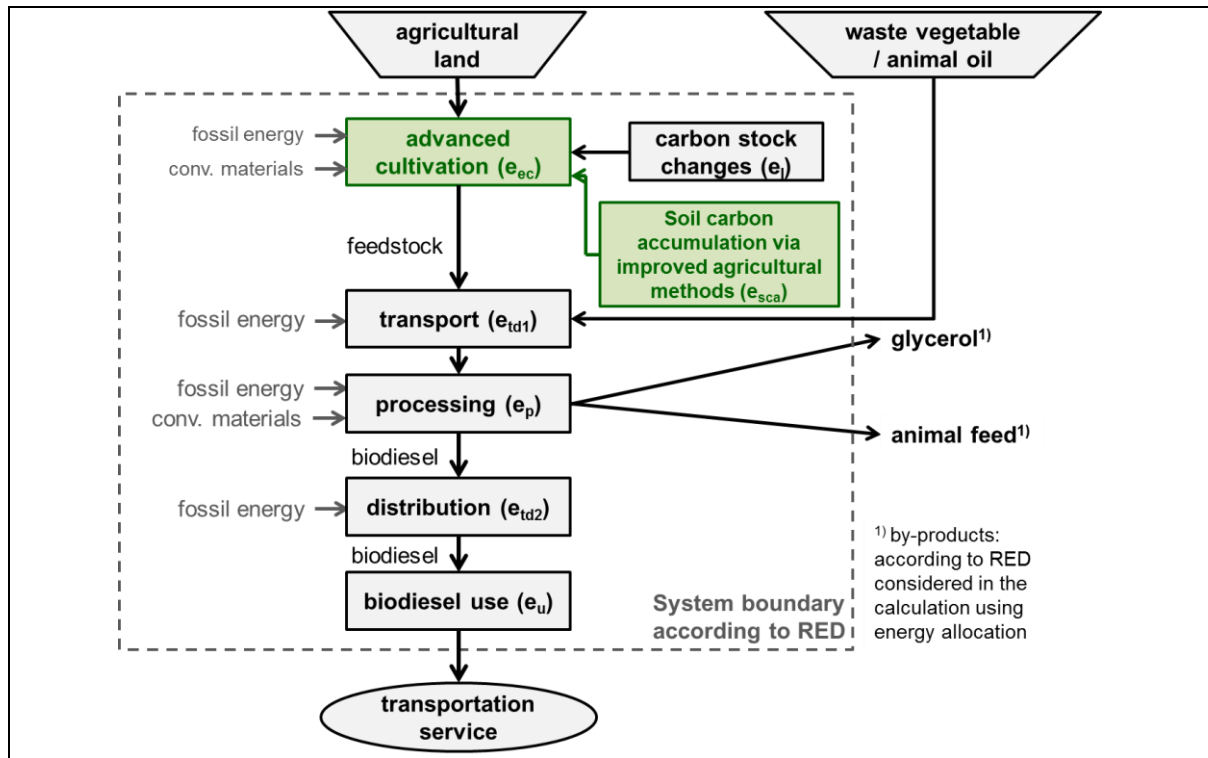 agricultural
land
waste vegetable
/ animal oil
fossil energy
conv. materials
advanced
cultivation (eec)
carbon stock
changes (el)
Soil carbon
accumulation via
improved agricultural
methods (esca)
feedstock
fossil energy
transport (etd1)
glycerol1)
fossil energy
conv. materials
processing (ep)
animal feed1)
biodiesel
fossil energy
distribution (etd2)
biodiesel
biodiesel use (eu)
System boundary
according to RED
1) by-products:
according to RED
considered in the
calculation using
energy allocation
transportation
service